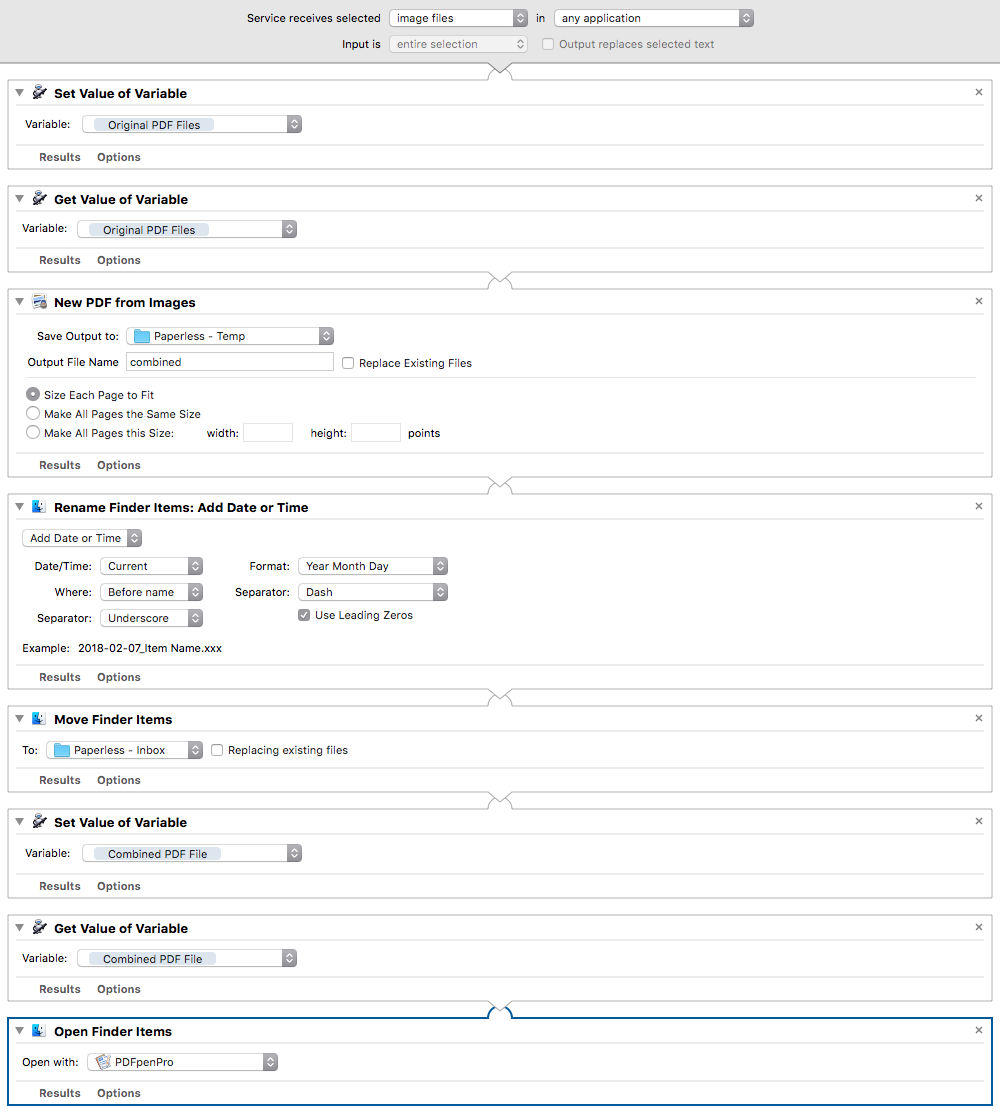 Service receives selected image files in any application
Input is entire selection Output replaces selected text
Set Value of Variable
Variable: Original PDF Files
Results Options
Get Value of Variable
Variable: Original PDF Files
Results Options
New PDF from Images
Save Output to: Paperless - Temp
Output File Name combined Replace Existing Files
Size Each Page to Fit
Make All Pages the Same Size
Make All Pages this Size: width: height: points
Results Options
Rename Finder Items: Add Date or Time
Add Date or Time
Date/Time: Current Format: Year Month Day
Where: Before name Separator: Dash
Separator: Underscore Use Leading Zeros
Example: 2018-02-07_Item Name.xxx
Results Options
Move Finder Items
To: Paperless - Inbox Replacing existing files
Results Options
Set Value of Variable
Variable: Combined PDF File
Results Options
Get Value of Variable
Variable: Combined PDF File
Results Options
Open Finder Items
Open with: PDFpenPro
Results Options